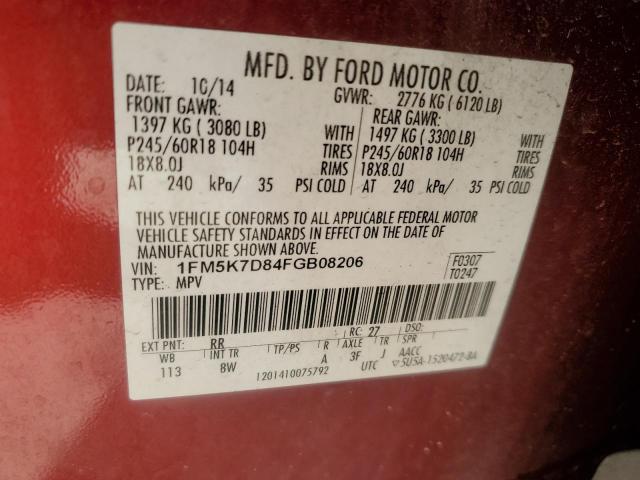 MFD. BY FORD MOTOR CO.
DATE: 10/14 GVWR: 2776 KG ( 6120 LB)
FRONT GAWR: REAR GAWR:
1397 KG ( 3080 LB) WITH 1497 KG ( 3300 LB) WITH
P245/60R18 104H TIRES P245/60R18 104H TIRES
18X8.0J RIMS 18X8.0J RIMS
AT 240 kPa/ 35 PSI COLD AT 240 kPa/ 35 PSI COLD
THIS VEHICLE CONFORMS TO ALL APPLICABLE FEDERAL MOTOR
VEHICLE SAFETY STANDARDS IN EFFECT ON THE DATE OF
MANUFACTURE SHOWN ABOVE.
VIN: 1FM5K7D84FGB08206 F0307
TYPE: MPV T0247
EXT PNT: RR RC: 27 DSO:
WB INT TR TP/PS R AXLE TR SPR
113 8W A 3F J AACC
1201410075792 UTC ▽5U5A-1520472-BA